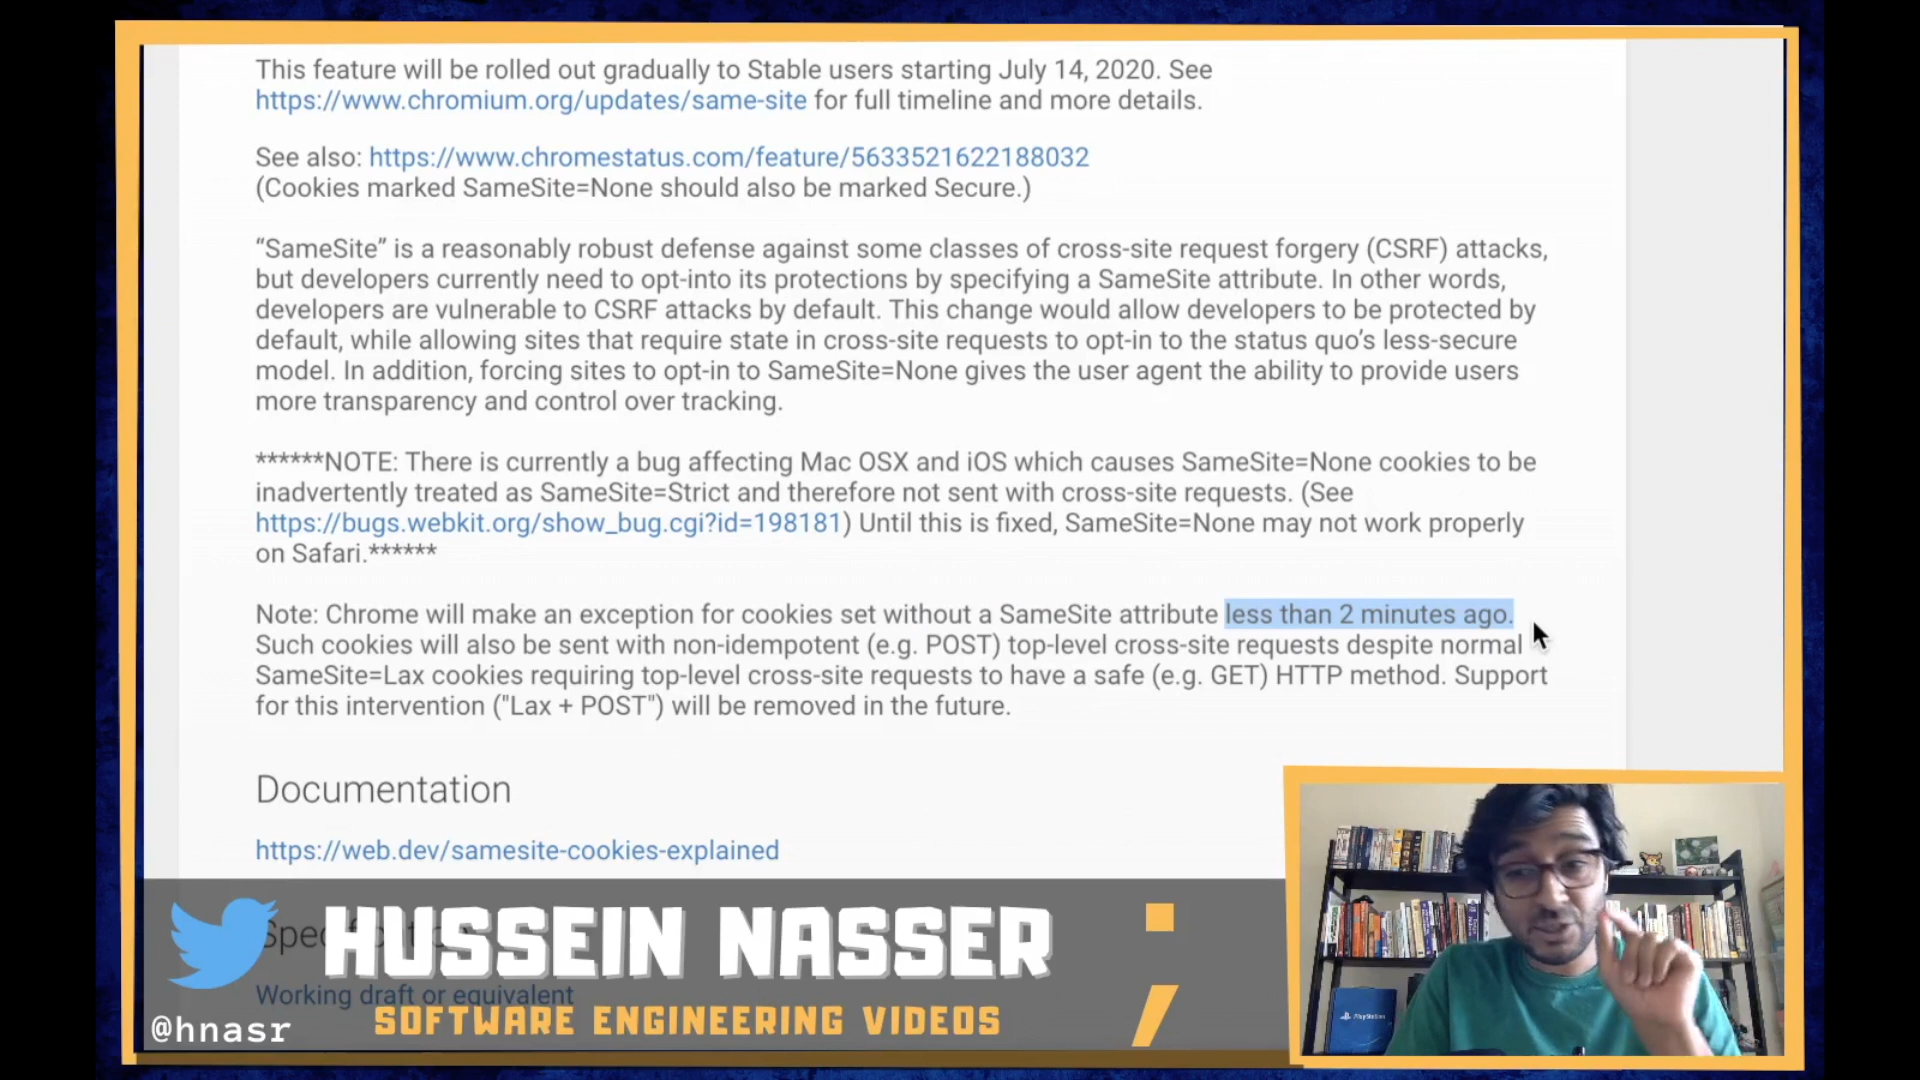 This feature will be rolled out gradually to Stable users starting July 14, 2020. See
https://www.chromium.org/updates/same-site for full timeline and more details.
See also: https://www.chromestatus.com/feature/5633521622188032
(Cookies marked SameSite=None should also be marked Secure.)
“SameSite” is a reasonably robust defense against some classes of cross-site request forgery (CSRF) attacks,
but developers currently need to opt-into its protections by specifying a SameSite attribute. In other words,
developers are vulnerable to CSRF attacks by default. This change would allow developers to be protected by
default, while allowing sites that require state in cross-site requests to opt-in to the status quo’s less-secure
model. In addition, forcing sites to opt-in to SameSite=None gives the user agent the ability to provide users
more transparency and control over tracking.
******NOTE: There is currently a bug affecting Mac OSX and iOS which causes SameSite=None cookies to be
inadvertently treated as SameSite=Strict and therefore not sent with cross-site requests. (See
https://bugs.webkit.org/show_bug.cgi?id=198181) Until this is fixed, SameSite=None may not work properly
on Safari.******
Note: Chrome will make an exception for cookies set without a SameSite attribute less than 2 minutes ago.
Such cookies will also be sent with non-idempotent (e.g. POST) top-level cross-site requests despite normal
SameSite=Lax cookies requiring top-level cross-site requests to have a safe (e.g. GET) HTTP method. Support
for this intervention ("Lax + POST") will be removed in the future.
Documentation
https://web.dev/samesite-cookies-explained
HUSSEIN NASSER ;
Working draft or equivalent
SOFTWARE ENGINEERING VIDEOS
@hnasr
PlayStation